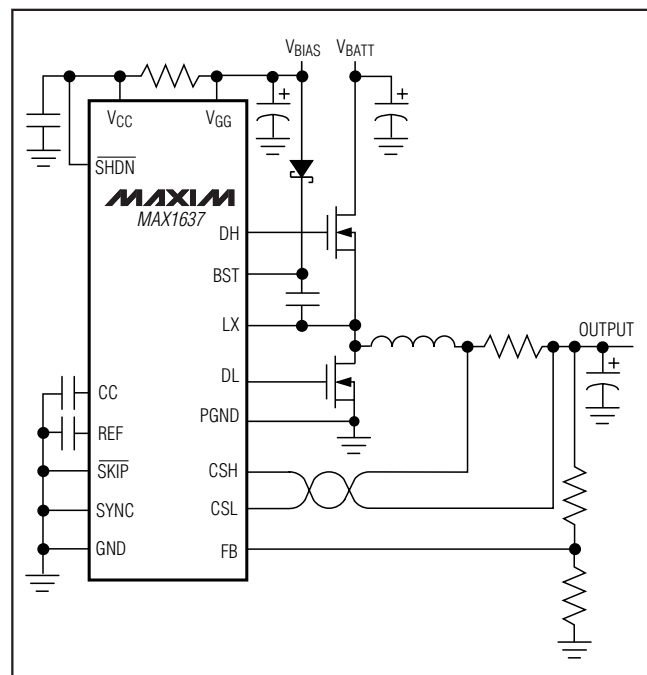 VBIAS VBATT
+ +
VCC VGG
SHDN
MAXIM
MAX1637
DH
BST
LX
OUTPUT
+
DL
CC
PGND
REF
CSH
SKIP
CSL
SYNC
FB
GND